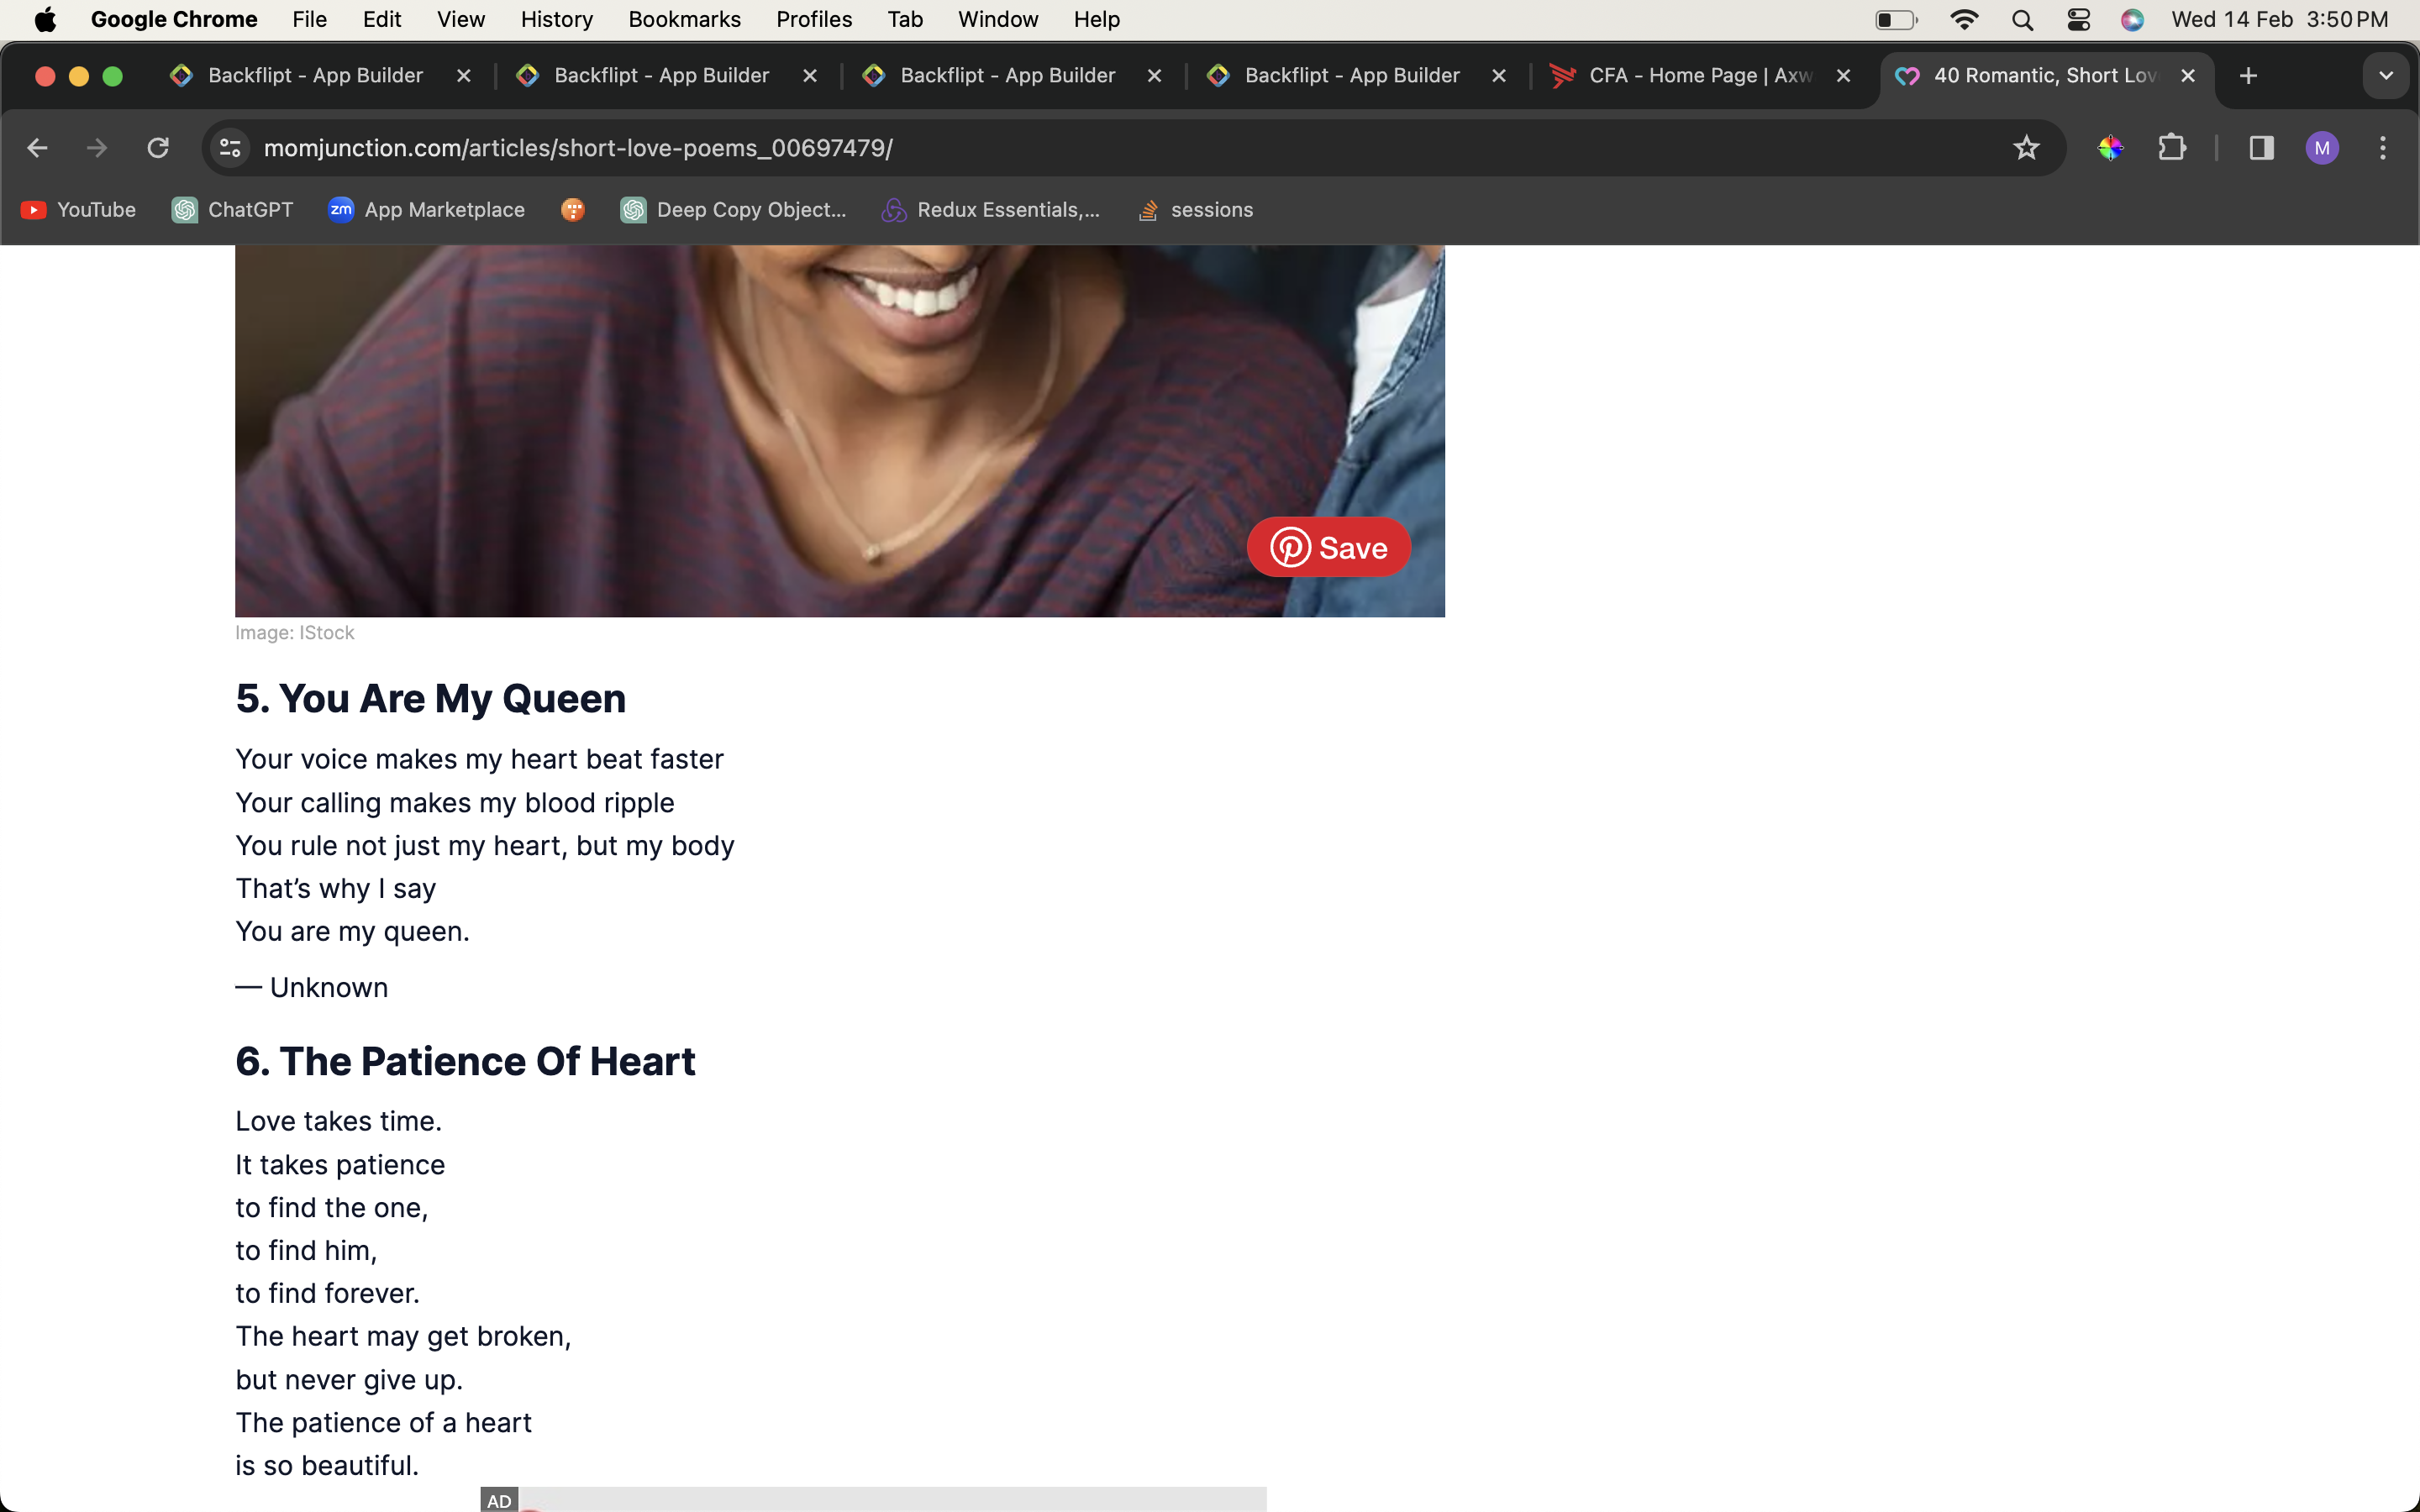 Google Chrome File Edit View History Bookmarks Profiles Tab Window Help Wed 14 Feb 3:50 PM
Backflipt - App Builder Backflipt - App Builder Backflipt - App Builder Backflipt - App Builder CFA - Home Page | Axw 40 Romantic, Short Lov
momjunction.com/articles/short-love-poems_00697479/ M
YouTube ChatGPT zm App Marketplace Deep Copy Object... Redux Essentials,... sessions
Save
Image: IStock
5. You Are My Queen
Your voice makes my heart beat faster
Your calling makes my blood ripple
You rule not just my heart, but my body
That’s why I say
You are my queen.
— Unknown
6. The Patience Of Heart
Love takes time.
It takes patience
to find the one,
to find him,
to find forever.
The heart may get broken,
but never give up.
The patience of a heart
is so beautiful.
AD